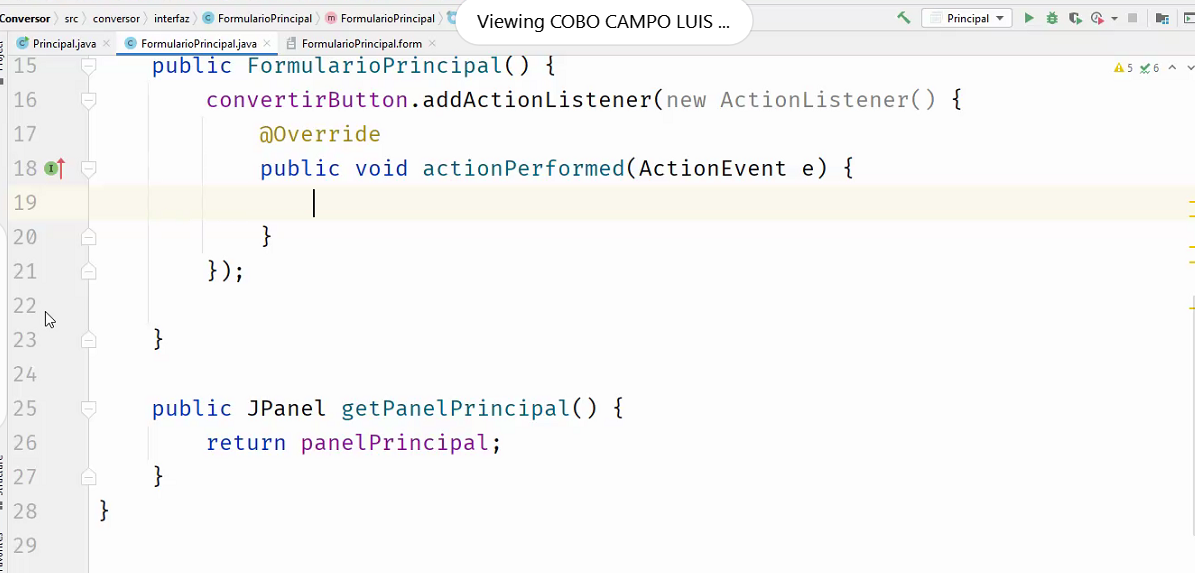 Viewing COBO CAMPO LUIS ...
Conversor src conversor interfaz FormularioPrincipal FormularioPrincipal Principal
Principal.java FormularioPrincipal.java FormularioPrincipal.form
5 6
15 public FormularioPrincipal() {
16 convertirButton.addActionListener(new ActionListener() {
17 @Override
18 public void actionPerformed(ActionEvent e) {
19
20 }
21 });
22
23 }
24
25 public JPanel getPanelPrincipal() {
26 return panelPrincipal;
27 }
28 }
29